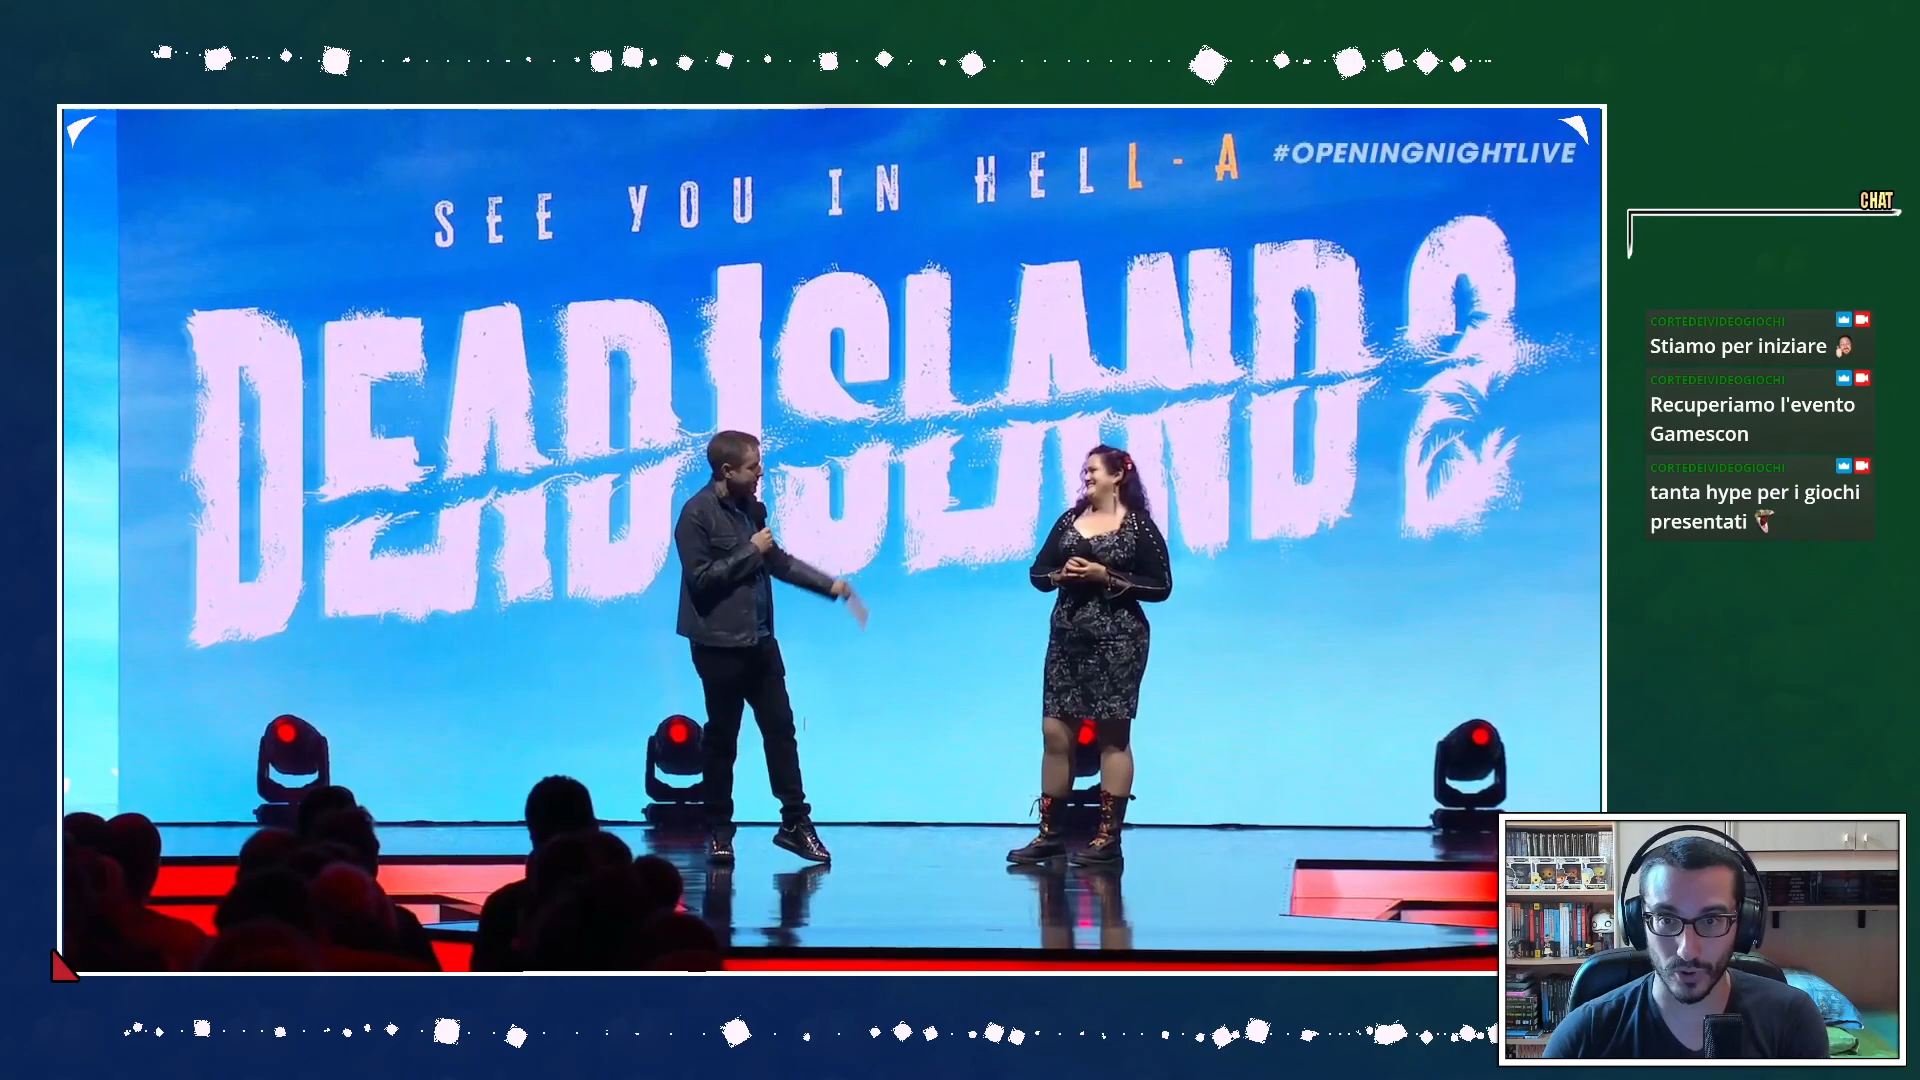 SEE YOU IN HELL-A
#OPENINGNIGHTLIVE
DEAD ISLAND 2
CHAT
CORTEDEIVIDEOGIOCHI
Stiamo per iniziare
CORTEDEIVIDEOGIOCHI
Recuperiamo l'evento
Gamescon
CORTEDEIVIDEOGIOCHI
tanta hype per i giochi
presentati